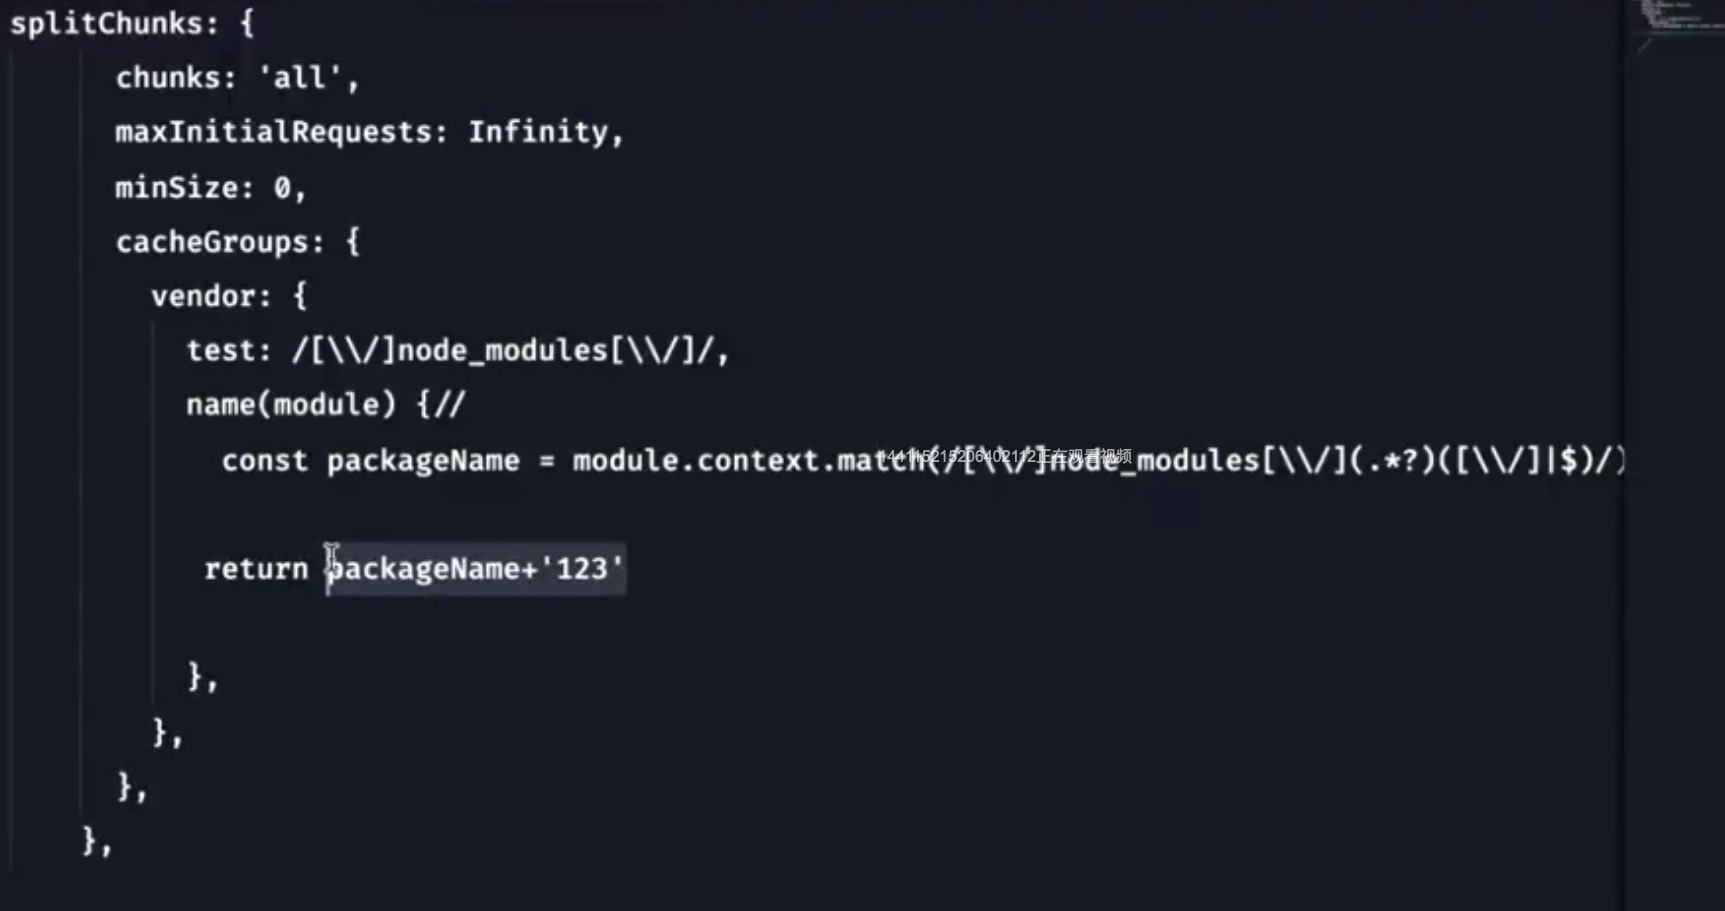 splitChunks: {
chunks: 'all',
maxInitialRequests: Infinity,
minSize: 0,
cacheGroups: {
vendor: {
test: /[\\/]node_modules[\\/]/,
name(module) {//
const packageName = module.context.match(/[\\/]node_modules[\\/](.*?)([\\/]|$)/)
144115215206402112正在观看视频
return packageName+'123'
},
},
},
},